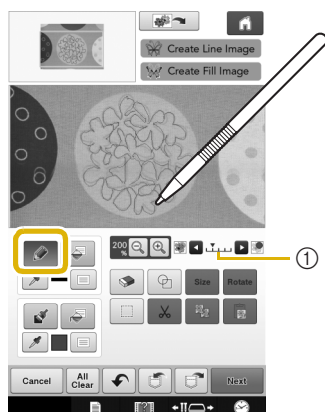 Create Line Image
Create Fill Image
200 %
①
Size Rotate
Cancel All Clear Next